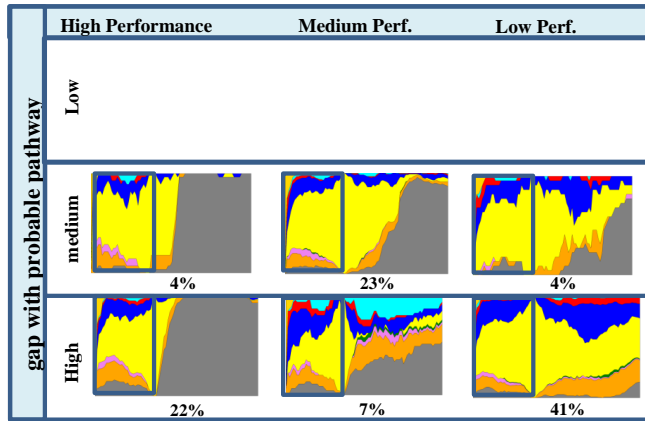 High Performance Medium Perf. Low Perf.
gap with probable pathway
Low
medium
4% 23% 4%
High
22% 7% 41%